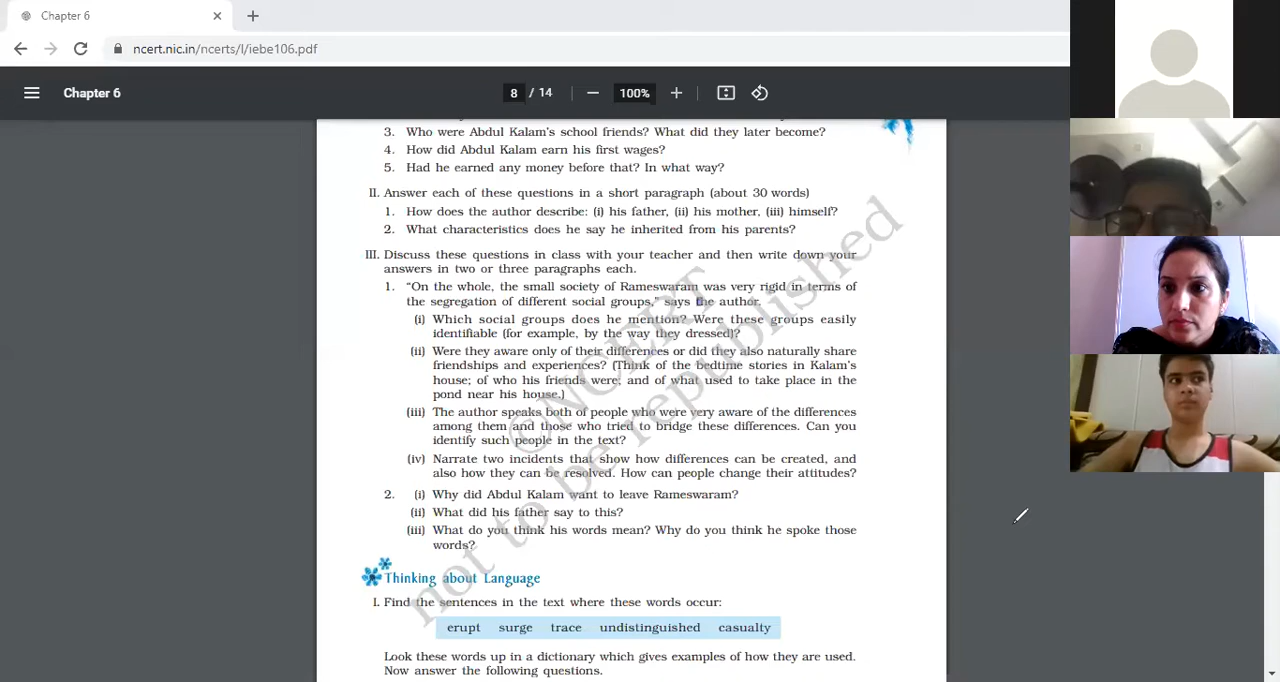 Chapter 6
ncert.nic.in/ncerts/l/iebe106.pdf
Chapter 6
8 / 14
100%
3. Who were Abdul Kalam's school friends? What did they later become?
4. How did Abdul Kalam earn his first wages?
5. Had he earned any money before that? In what way?
II. Answer each of these questions in a short paragraph (about 30 words)
1. How does the author describe: (i) his father, (ii) his mother, (iii) himself?
2. What characteristics does he say he inherited from his parents?
III. Discuss these questions in class with your teacher and then write down your
answers in two or three paragraphs each.
1. “On the whole, the small society of Rameswaram was very rigid in terms of
the segregation of different social groups,” says the author.
(i) Which social groups does he mention? Were these groups easily
identifiable (for example, by the way they dressed)?
(ii) Were they aware only of their differences or did they also naturally share
friendships and experiences? (Think of the bedtime stories in Kalam's
house; of who his friends were; and of what used to take place in the
pond near his house.)
(iii) The author speaks both of people who were very aware of the differences
among them and those who tried to bridge these differences. Can you
identify such people in the text?
(iv) Narrate two incidents that show how differences can be created, and
also how they can be resolved. How can people change their attitudes?
2. (i) Why did Abdul Kalam want to leave Rameswaram?
(ii) What did his father say to this?
(iii) What do you think his words mean? Why do you think he spoke those
words?
Thinking about Language
I. Find the sentences in the text where these words occur:
erupt surge trace undistinguished casualty
Look these words up in a dictionary which gives examples of how they are used.
Now answer the following questions.
©NCERT
not to be republished